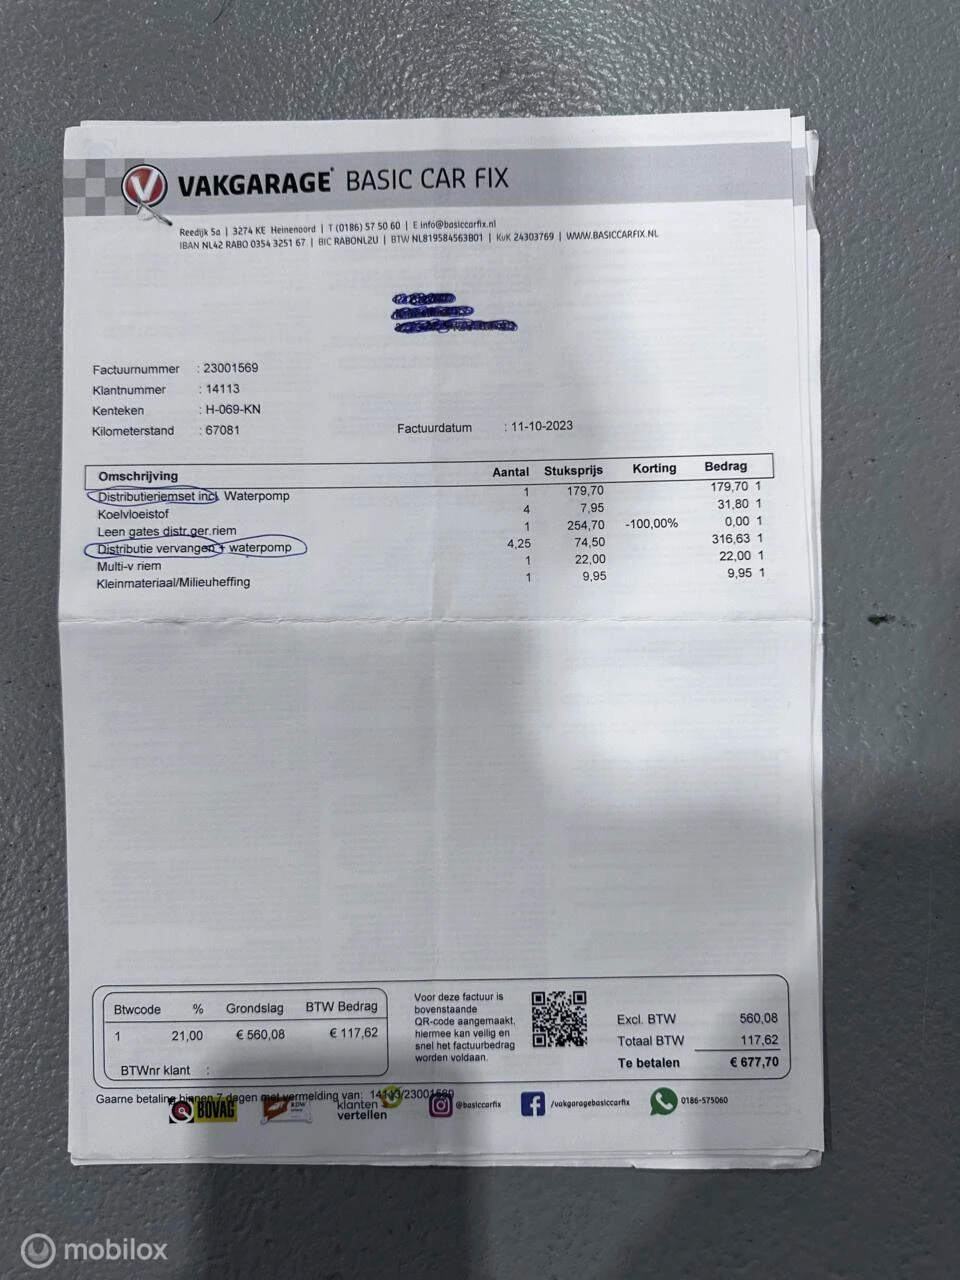 VAKGARAGE BASIC CAR FIX
Reedijk 5a | 3274 KE Heinenoord | T (0186) 57 50 60 | E info@basiccarfix.nl
IBAN NL42 RABO 0354 3251 67 | BIC RABONL2U | BTW NL819584563B01 | KvK 24303769 | WWW.BASICCARFIX.NL
Factuurnummer : 23001569
Klantnummer : 14113
Kenteken : H-069-KN
Kilometerstand : 67081
Factuurdatum : 11-10-2023
Omschrijving Aantal Stuksprijs Korting Bedrag
Distributieriemset incl. Waterpomp 1 179,70 179,70 1
Koelvloeistof 4 7,95 31,80 1
Leen gates distr.ger.riem 1 254,70 -100,00% 0,00 1
Distributie vervangen + waterpomp 4,25 74,50 316,63 1
Multi-v riem 1 22,00 22,00 1
Kleinmateriaal/Milieuheffing 1 9,95 9,95 1
Btwcode % Grondslag BTW Bedrag
1 21,00 € 560,08 € 117,62
BTWnr klant :
Voor deze factuur is
bovenstaande
QR-code aangemaakt,
hiermee kan veilig en
snel het factuurbedrag
worden voldaan.
Excl. BTW 560,08
Totaal BTW 117,62
Te betalen € 677,70
Gaarne betaling binnen 7 dagen met vermelding van: 14113/23001569
BOVAG
RDW
klanten
vertellen
@basiccarfix
/vakgaragebasiccarfix
0186-575060
mobilox